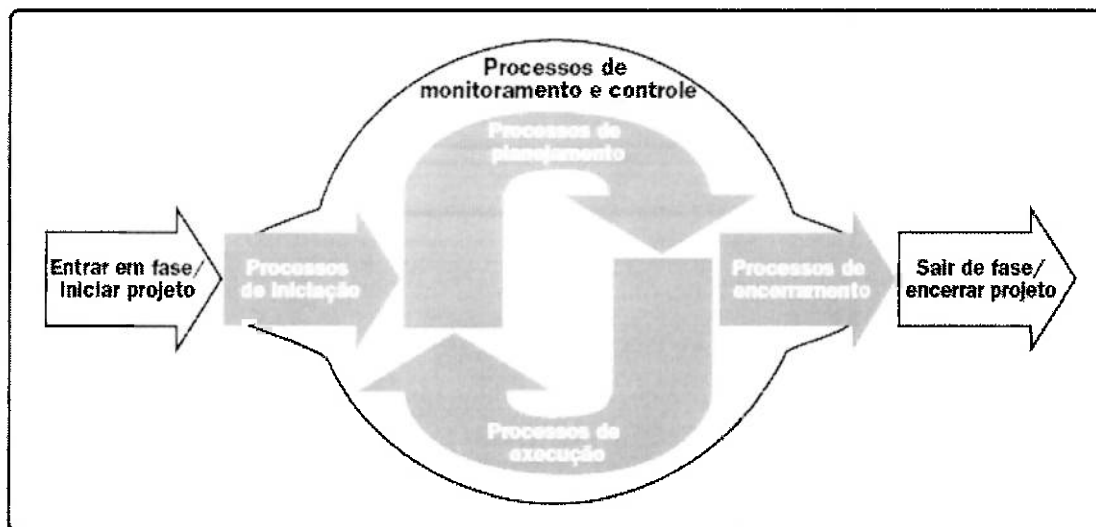 Processos de
monitoramento e controle
Processos de
planejamento
Entrar em fase/
iniciar projeto
Processos
de iniciação
Processos de
encerramento
Sair de fase/
encerrar projeto
Processos de
execução